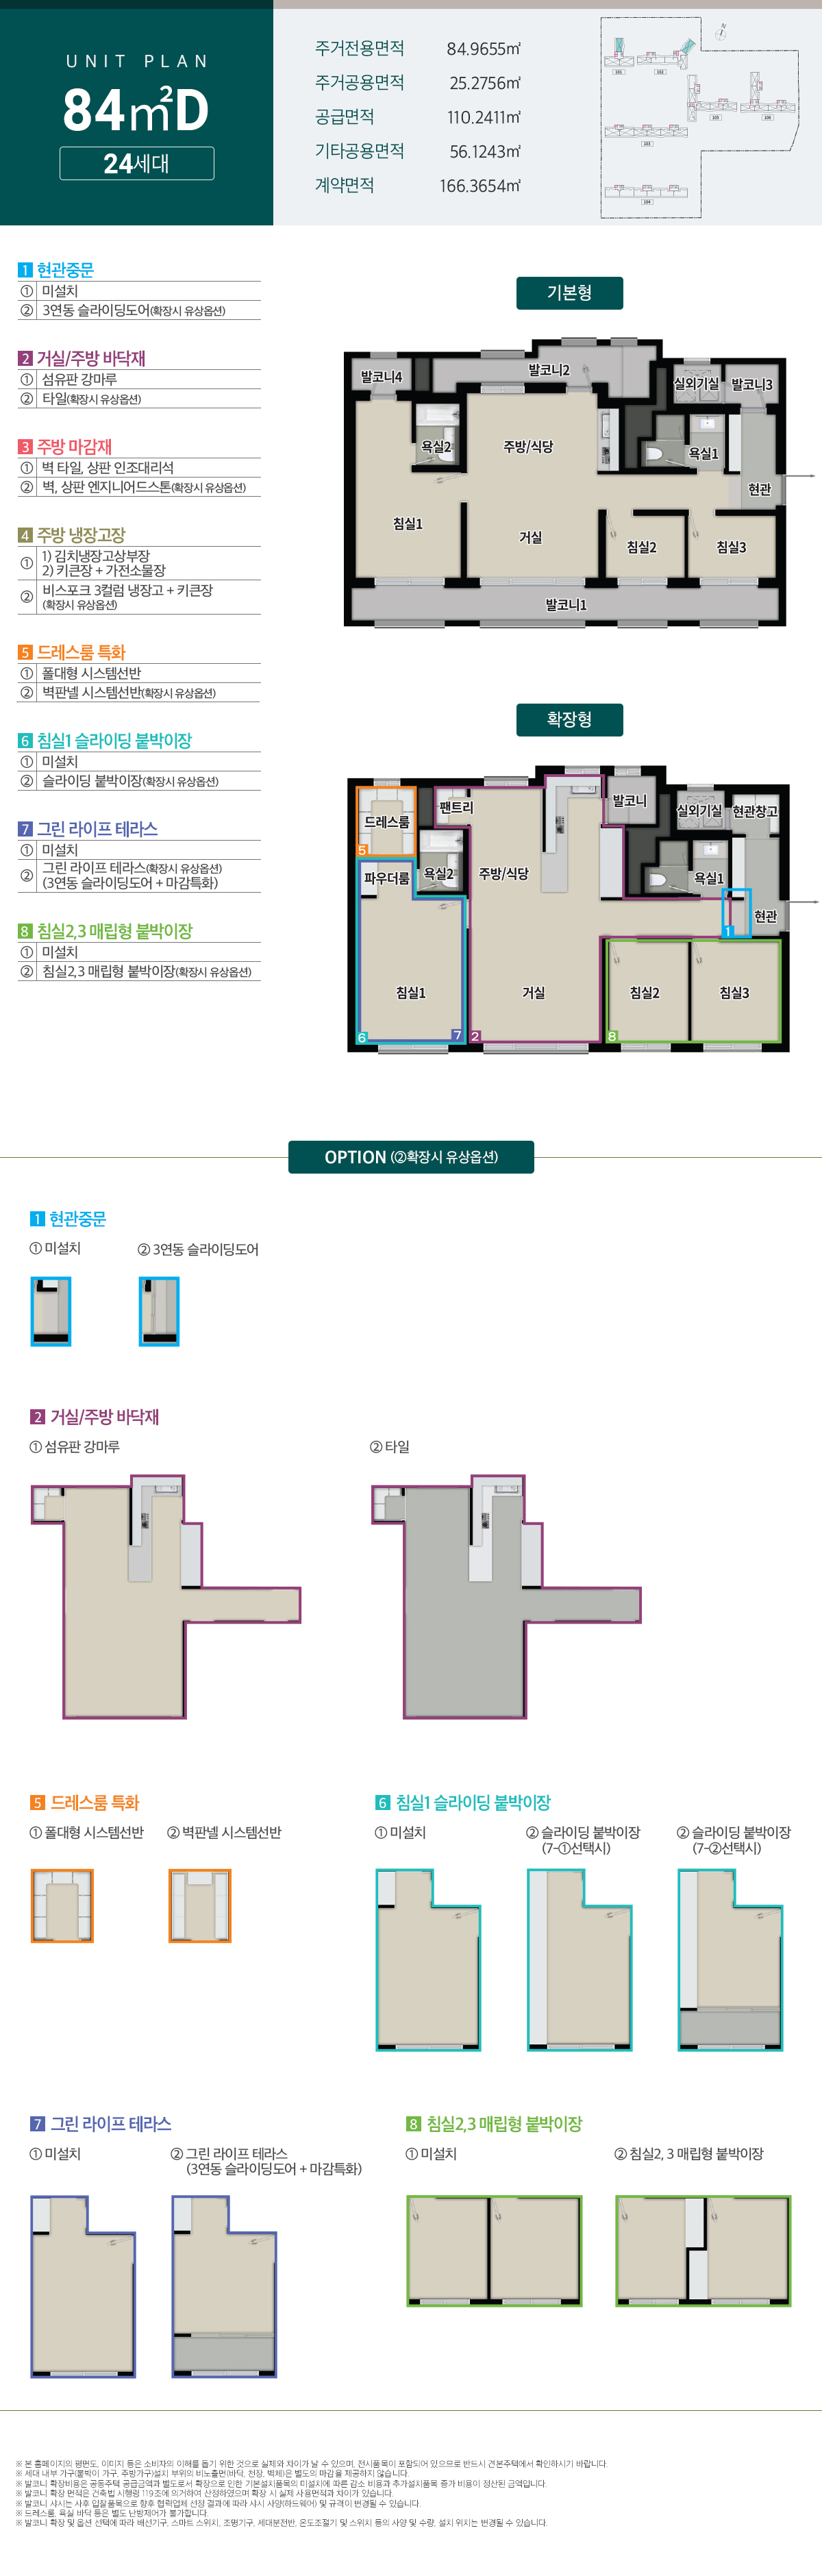 UNIT PLAN
84㎡D
24세대
주거전용면적 84.9655㎡
주거공용면적 25.2756㎡
공급면적 110.2411㎡
기타공용면적 56.1243㎡
계약면적 166.3654㎡
N
101
102
105
106
103
104
1 현관중문
① 미설치
② 3연동 슬라이딩도어(확장시 유상옵션)
2 거실/주방 바닥재
① 섬유판 강마루
② 타일(확장시 유상옵션)
3 주방 마감재
① 벽 타일, 상판 인조대리석
② 벽, 상판 엔지니어드스톤(확장시 유상옵션)
4 주방 냉장고장
① 1) 김치냉장고상부장
2) 키큰장 + 가전소물장
② 비스포크 3컬럼 냉장고 + 키큰장
(확장시 유상옵션)
5 드레스룸 특화
① 폴대형 시스템선반
② 벽판넬 시스템선반(확장시 유상옵션)
6 침실1 슬라이딩 붙박이장
① 미설치
② 슬라이딩 붙박이장(확장시 유상옵션)
7 그린 라이프 테라스
① 미설치
② 그린 라이프 테라스(확장시 유상옵션)
(3연동 슬라이딩도어 + 마감특화)
8 침실2,3 매립형 붙박이장
① 미설치
② 침실2,3 매립형 붙박이장(확장시 유상옵션)
기본형
발코니4
발코니2
실외기실
발코니3
욕실2
주방/식당
욕실1
현관
침실1
거실
침실2
침실3
발코니1
확장형
드레스룸
팬트리
발코니
실외기실
현관창고
5
파우더룸
욕실2
주방/식당
욕실1
현관
1
침실1
거실
침실2
침실3
6
7
2
8
OPTION (②확장시 유상옵션)
1 현관중문
① 미설치
② 3연동 슬라이딩도어
2 거실/주방 바닥재
① 섬유판 강마루
② 타일
5 드레스룸 특화
① 폴대형 시스템선반
② 벽판넬 시스템선반
6 침실1 슬라이딩 붙박이장
① 미설치
② 슬라이딩 붙박이장
(7-①선택시)
② 슬라이딩 붙박이장
(7-②선택시)
7 그린 라이프 테라스
① 미설치
② 그린 라이프 테라스
(3연동 슬라이딩도어 + 마감특화)
8 침실2,3 매립형 붙박이장
① 미설치
② 침실2, 3 매립형 붙박이장
※ 본 홈페이지의 평면도, 이미지 등은 소비자의 이해를 돕기 위한 것으로 실제와 차이가 날 수 있으며, 전시품목이 포함되어 있으므로 반드시 견본주택에서 확인하시기 바랍니다.
※ 세대 내부 가구(붙박이 가구, 주방가구)설치 부위의 비노출면(바닥, 천장, 벽체)은 별도의 마감을 제공하지 않습니다.
※ 발코니 확장비용은 공동주택 공급금액과 별도로서 확장으로 인한 기본설치품목의 미설치에 따른 감소 비용과 추가설치품목 증가 비용이 정산된 금액입니다.
※ 발코니 확장 면적은 건축법 시행령 119조에 의거하여 산정하였으며 확장 시 실제 사용면적과 차이가 있습니다.
※ 발코니 샤시는 사후 입찰품목으로 향후 협력업체 선정 결과에 따라 샤시 사양(하드웨어) 및 규격이 변경될 수 있습니다.
※ 드레스룸, 욕실 바닥 등은 별도 난방제어가 불가합니다.
※ 발코니 확장 및 옵션 선택에 따라 배선기구, 스마트 스위치, 조명기구, 세대분전반, 온도조절기 및 스위치 등의 사양 및 수량, 설치 위치는 변경될 수 있습니다.